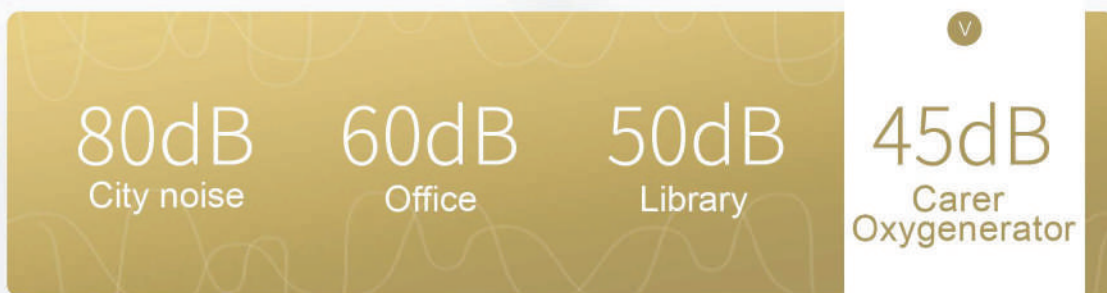 V
80dB
60dB
50dB
45dB
City noise
Office
Library
Carer
Oxygenerator